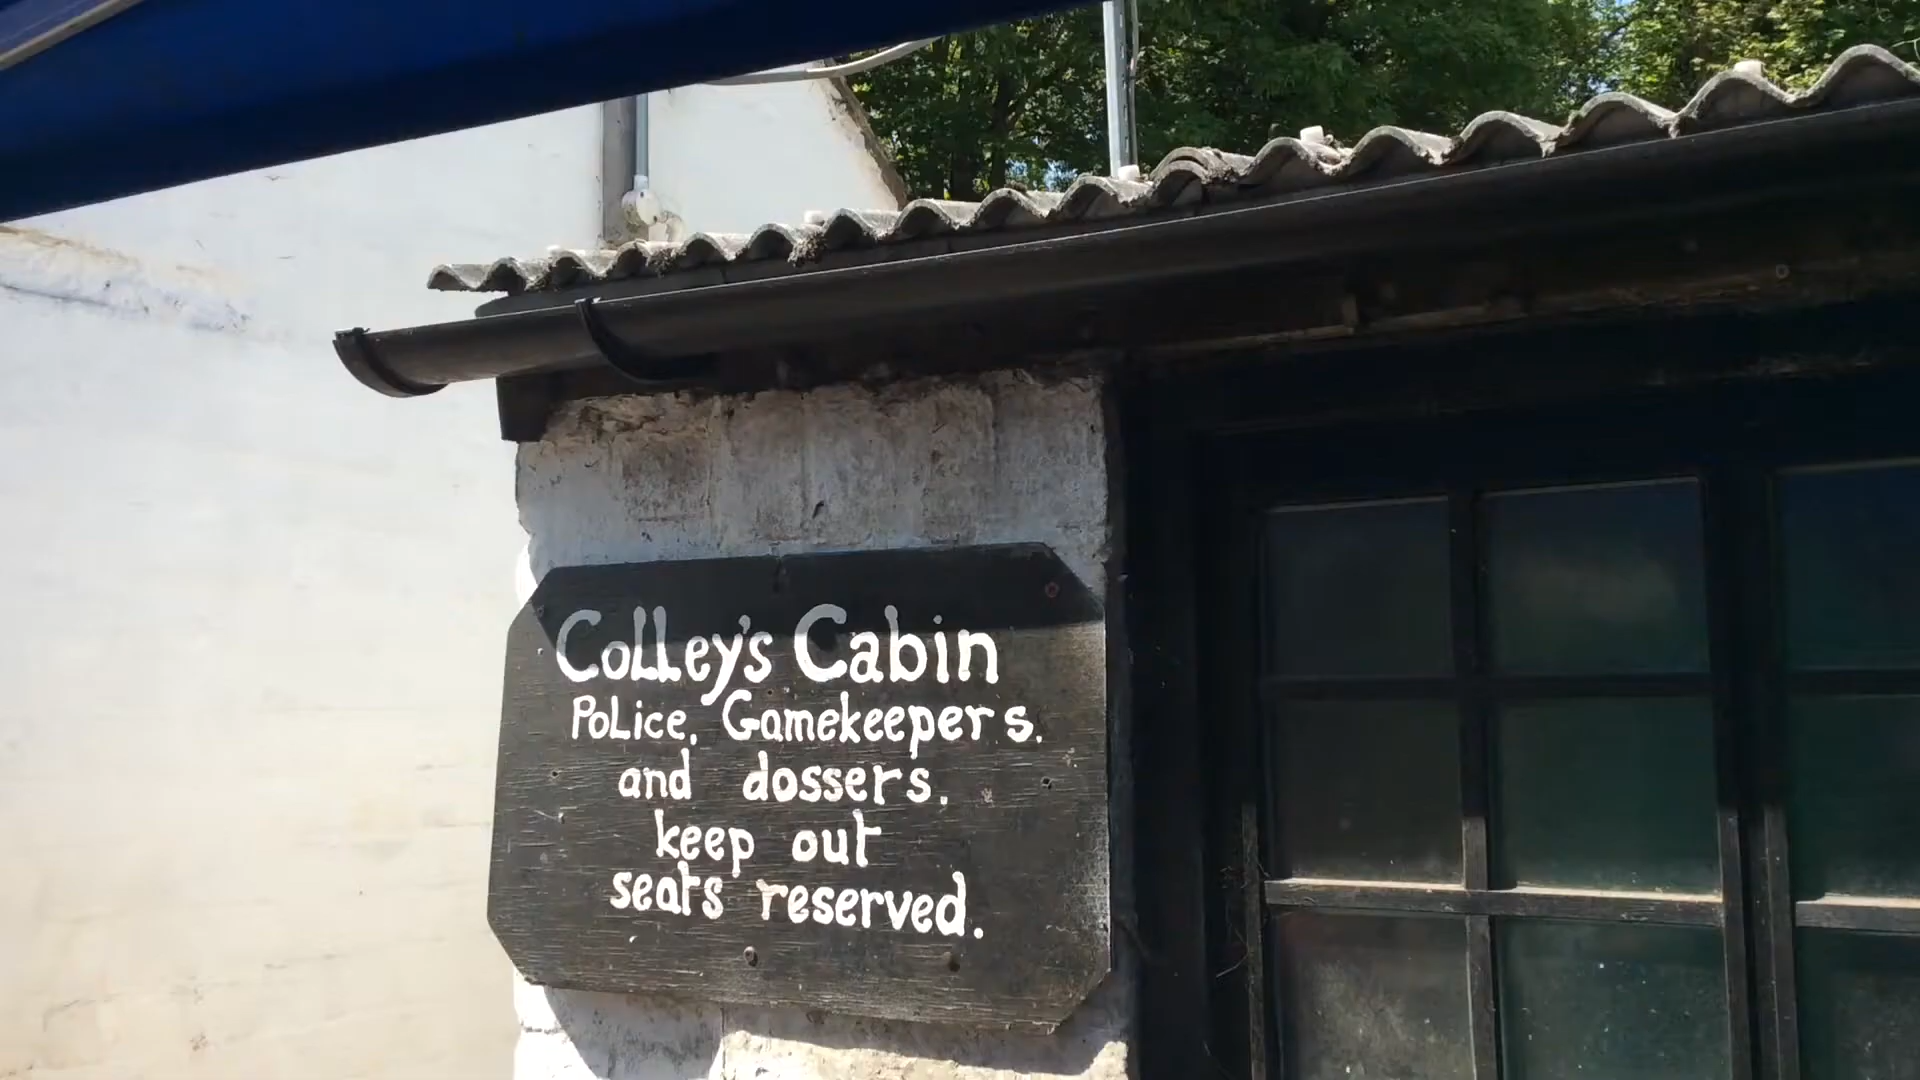 Colley's Cabin
Police, Gamekeepers.
and dossers.
keep out
seats reserved.